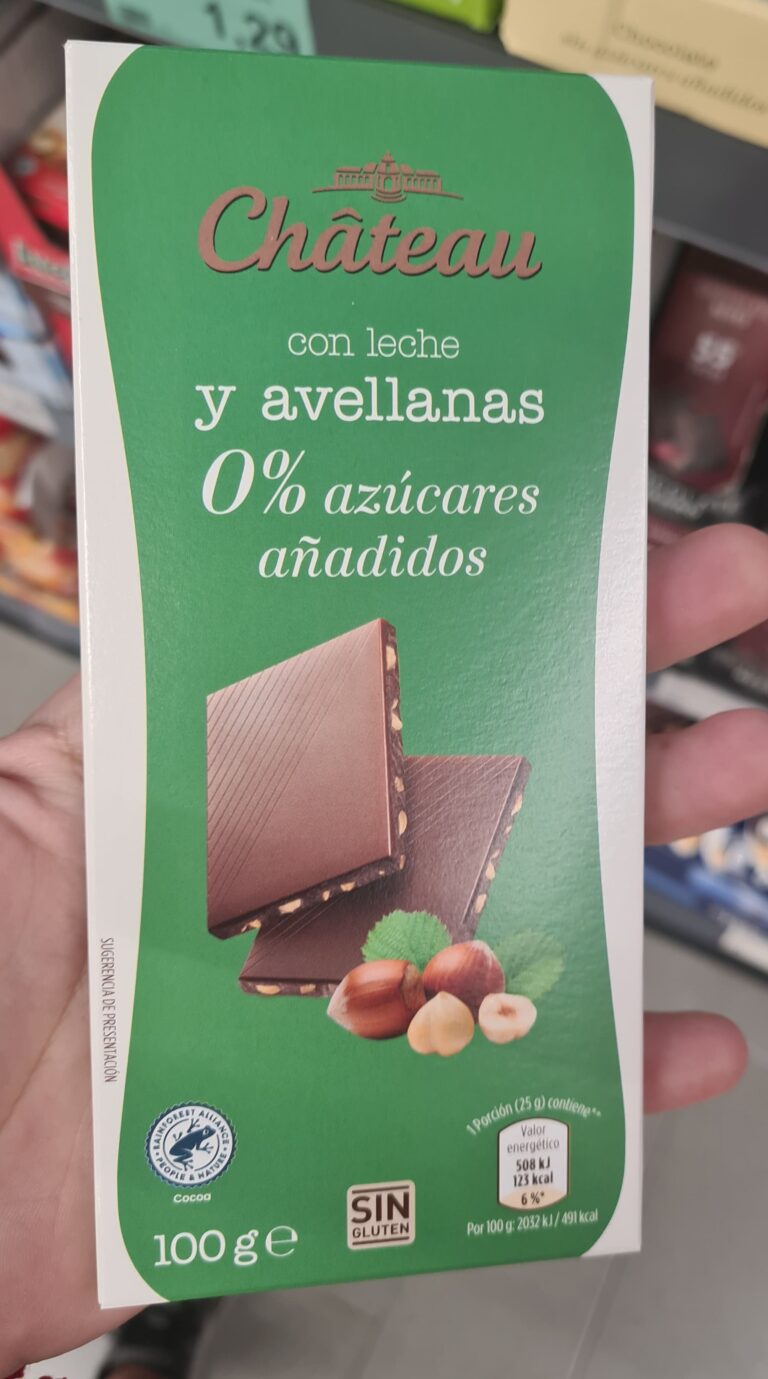 1.29
Chocolate
Château
con leche
y avellanas
0% azúcares
añadidos
SUGERENCIA DE PRESENTACIÓN
RAINFOREST ALLIANCE
PEOPLE & NATURE
Cocoa
100 g e
SIN
GLUTEN
1 Porción (25 g) contiene**
Valor
energético
508 kJ
123 kcal
6 %*
Por 100 g: 2032 kJ / 491 kcal